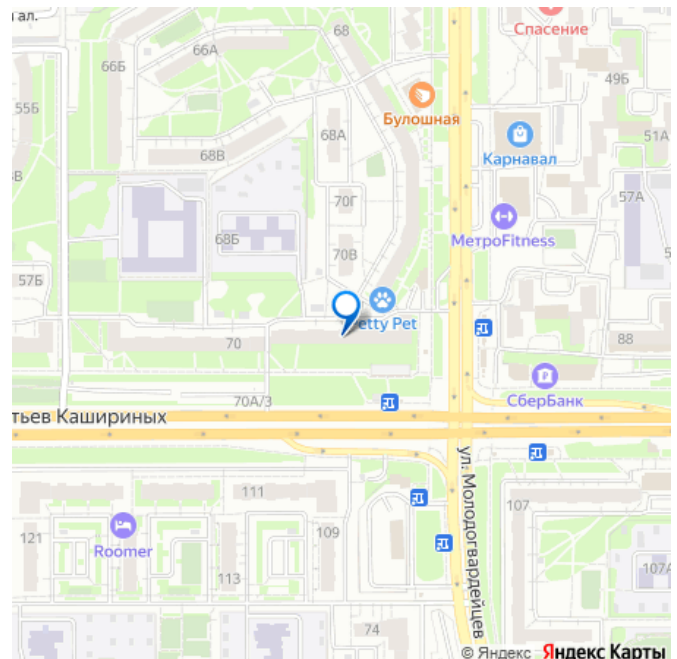 гал.
68
Спасение
66А
66Б
49Б
55Б
Булошная
68А
51А
Карнавал
68В
В
57А
70Г
68Б
МетроFitness
70В
57Б
5
etty Pet
70
88
СберБанк
70А/3
тьев Кашириных
ул. Молодогвардейцев
111
107
121
109
Roomer
107А
113
74
© Яндекс Яндекс Карты